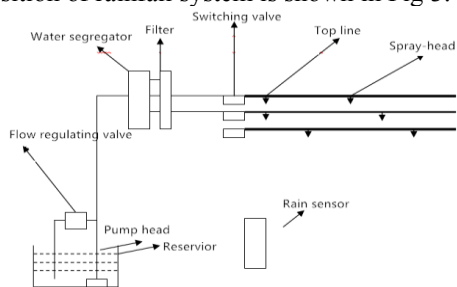 sition of rainfall system is shown in Fig 3.
Switching valve
Filter
Top line
Water segregator
Spray-head
Flow regulating valve
Rain sensor
Pump head
Reservior